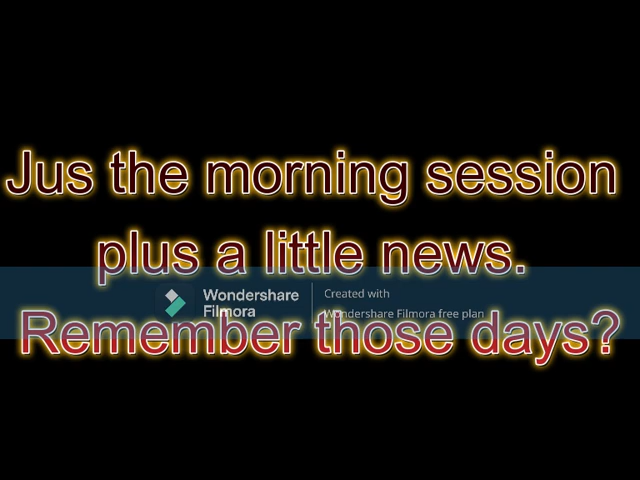 Jus the morning session
plus a little news.
Wondershare
Filmora
Created with
Wondershare Filmora free plan
Remember those days?